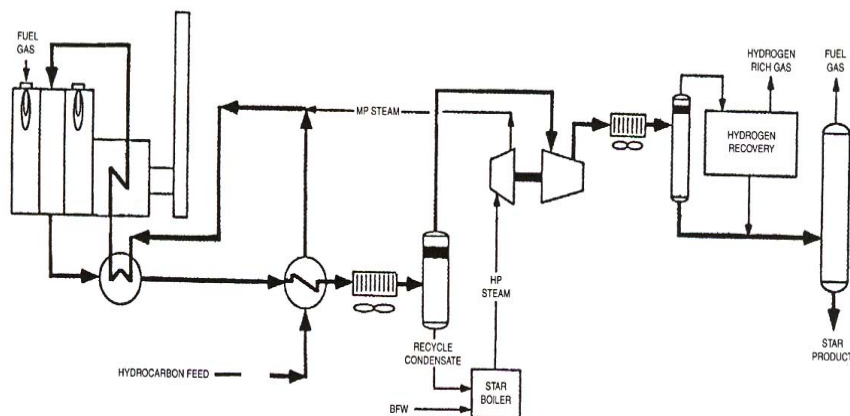 FUEL
GAS
MP STEAM
HYDROGEN
RICH GAS
FUEL
GAS
HYDROGEN
RECOVERY
HP
STEAM
RECYCLE
CONDENSATE
STAR
PRODUCT
HYDROCARBON FEED
STAR
BOILER
BFW